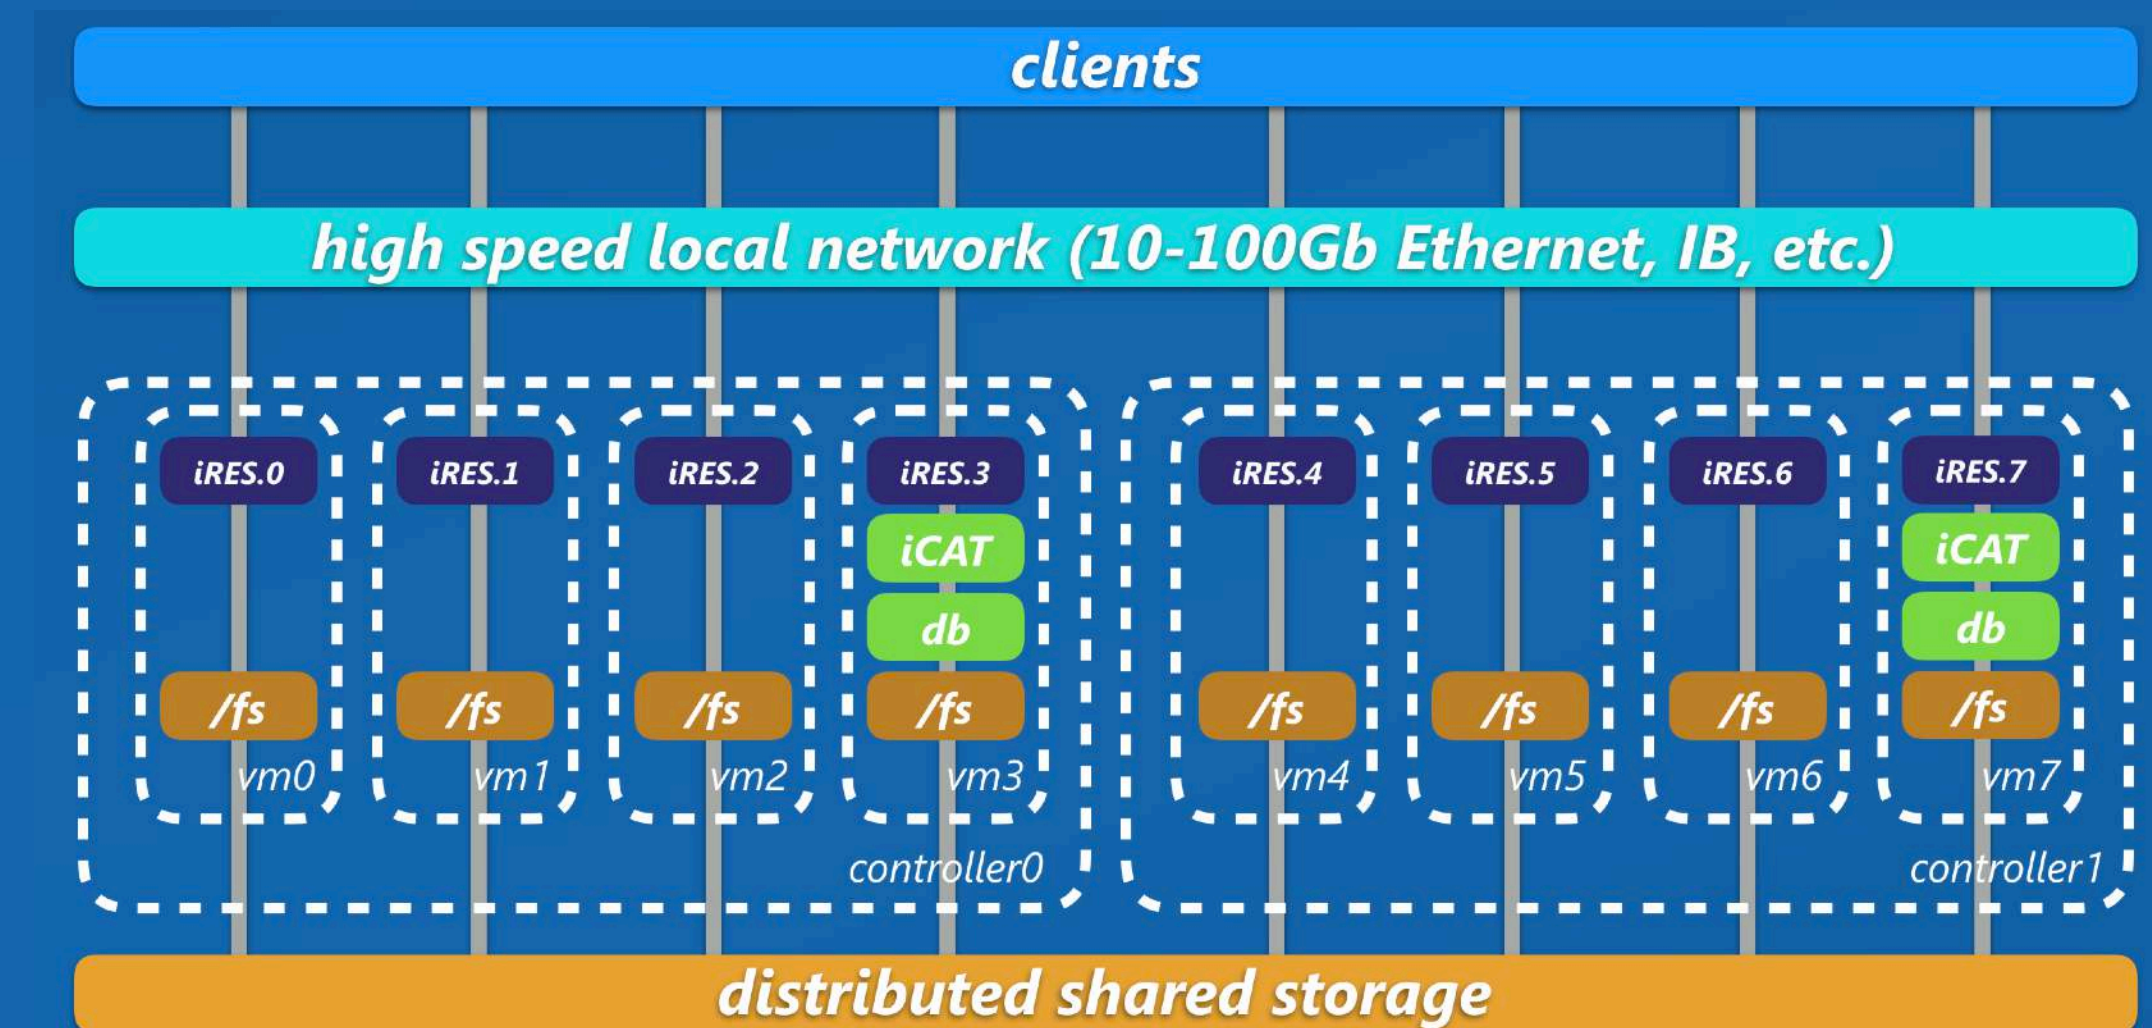 clients
high speed local network (10-100Gb Ethernet, IB, etc.)
iRES.0 iRES.1 iRES.2 iRES.3 iRES.4 iRES.5 iRES.6 iRES.7
iCAT iCAT
db db
/fs /fs /fs /fs /fs /fs /fs /fs
vm0 vm1 vm2 vm3 vm4 vm5 vm6 vm7
controller0 controller1
distributed shared storage